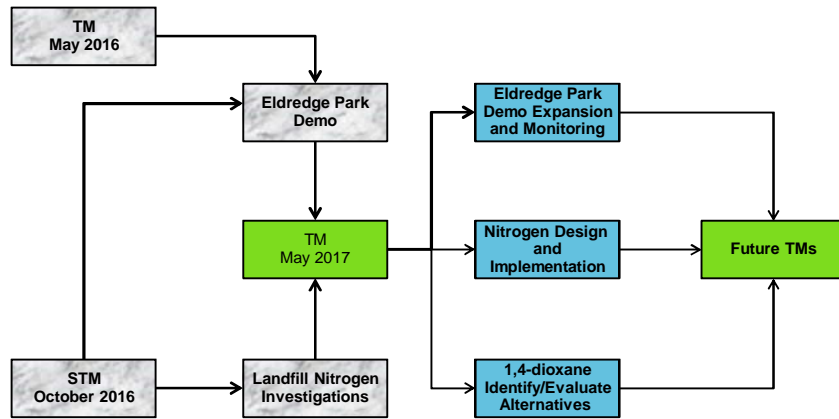 TM
May 2016
Eldredge Park
Demo
Eldredge Park
Demo Expansion
and Monitoring
TM
May 2017
Nitrogen Design
and
Implementation
Future TMs
STM
October 2016
Landfill Nitrogen
Investigations
1,4-dioxane
Identify/Evaluate
Alternatives